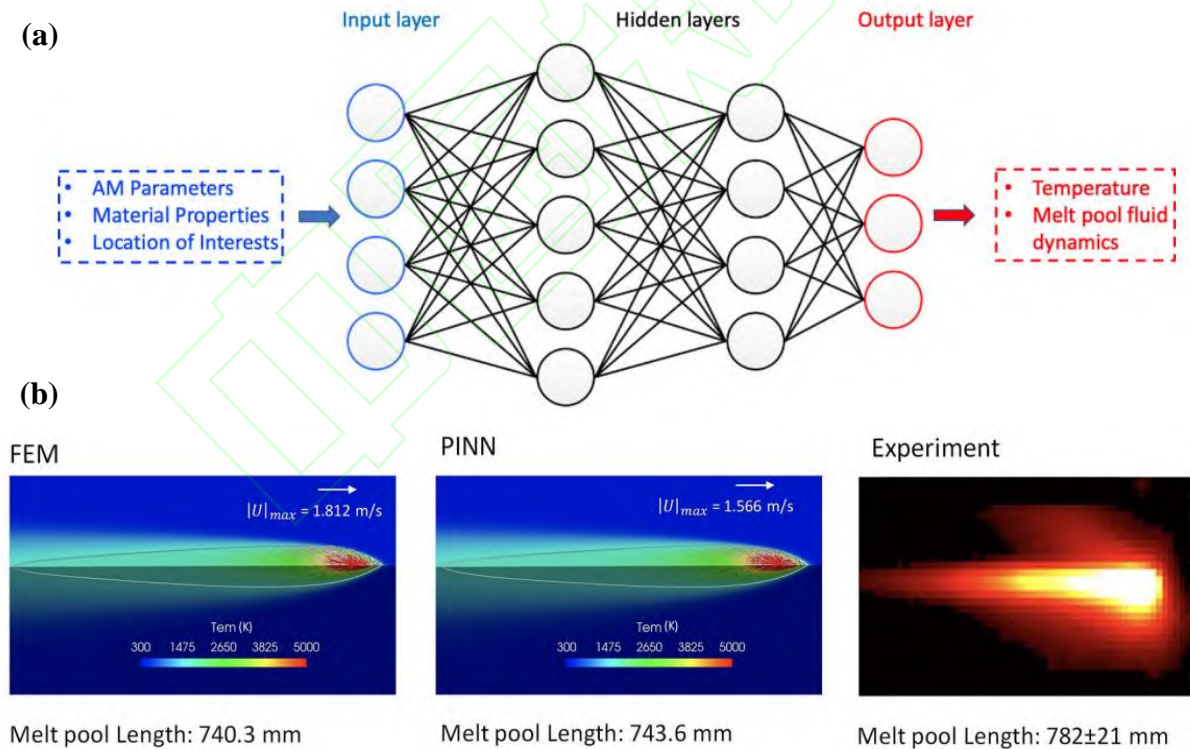 (a)
Input layer
Hidden layers
Output layer
• AM Parameters
• Material Properties
• Location of Interests
• Temperature
• Melt pool fluid
dynamics
(b)
FEM
PINN
Experiment
|U|max = 1.812 m/s
|U|max = 1.566 m/s
Tem (K)
300 1475 2650 3825 5000
Tem (K)
300 1475 2650 3825 5000
Melt pool Length: 740.3 mm
Melt pool Length: 743.6 mm
Melt pool Length: 782±21 mm